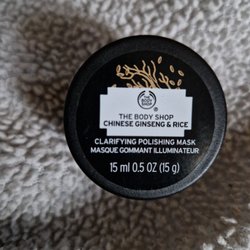 THE
BODY
SHOP
®
THE BODY SHOP
CHINESE GINSENG & RICE
CLARIFYING POLISHING MASK
MASQUE GOMMANT ILLUMINATEUR
15 ml 0.5 OZ (15 g)